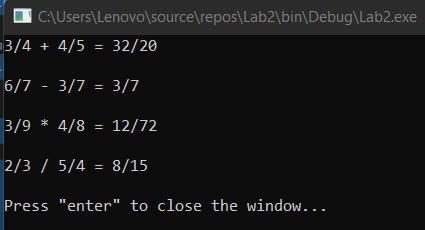 C:\Users\Lenovo\source\repos\Lab2\bin\Debug\Lab2.exe
3/4 + 4/5 = 32/20
6/7 - 3/7 = 3/7
3/9 * 4/8 = 12/72
2/3 / 5/4 = 8/15
Press "enter" to close the window...